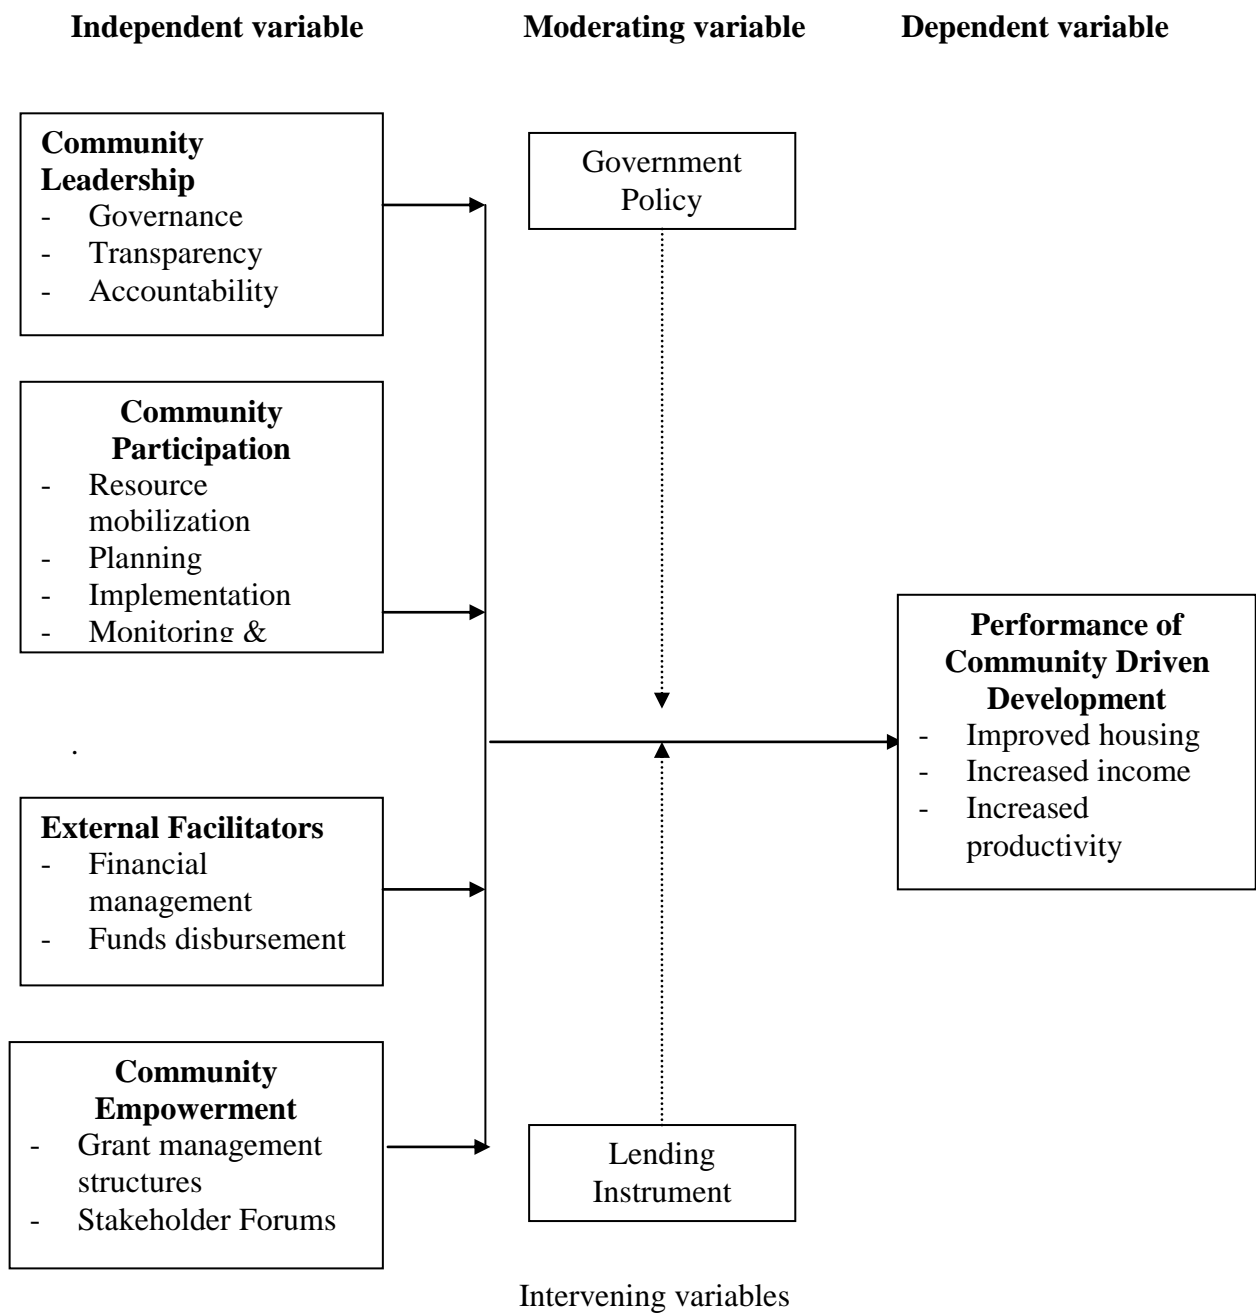 Independent variable
Moderating variable
Dependent variable
Community
Leadership
- Governance
- Transparency
- Accountability
Government
Policy
Community
Participation
- Resource
mobilization
- Planning
- Implementation
- Monitoring &
.
External Facilitators
- Financial
management
- Funds disbursement
Community
Empowerment
- Grant management
structures
- Stakeholder Forums
Performance of
Community Driven
Development
- Improved housing
- Increased income
- Increased
productivity
Lending
Instrument
Intervening variables